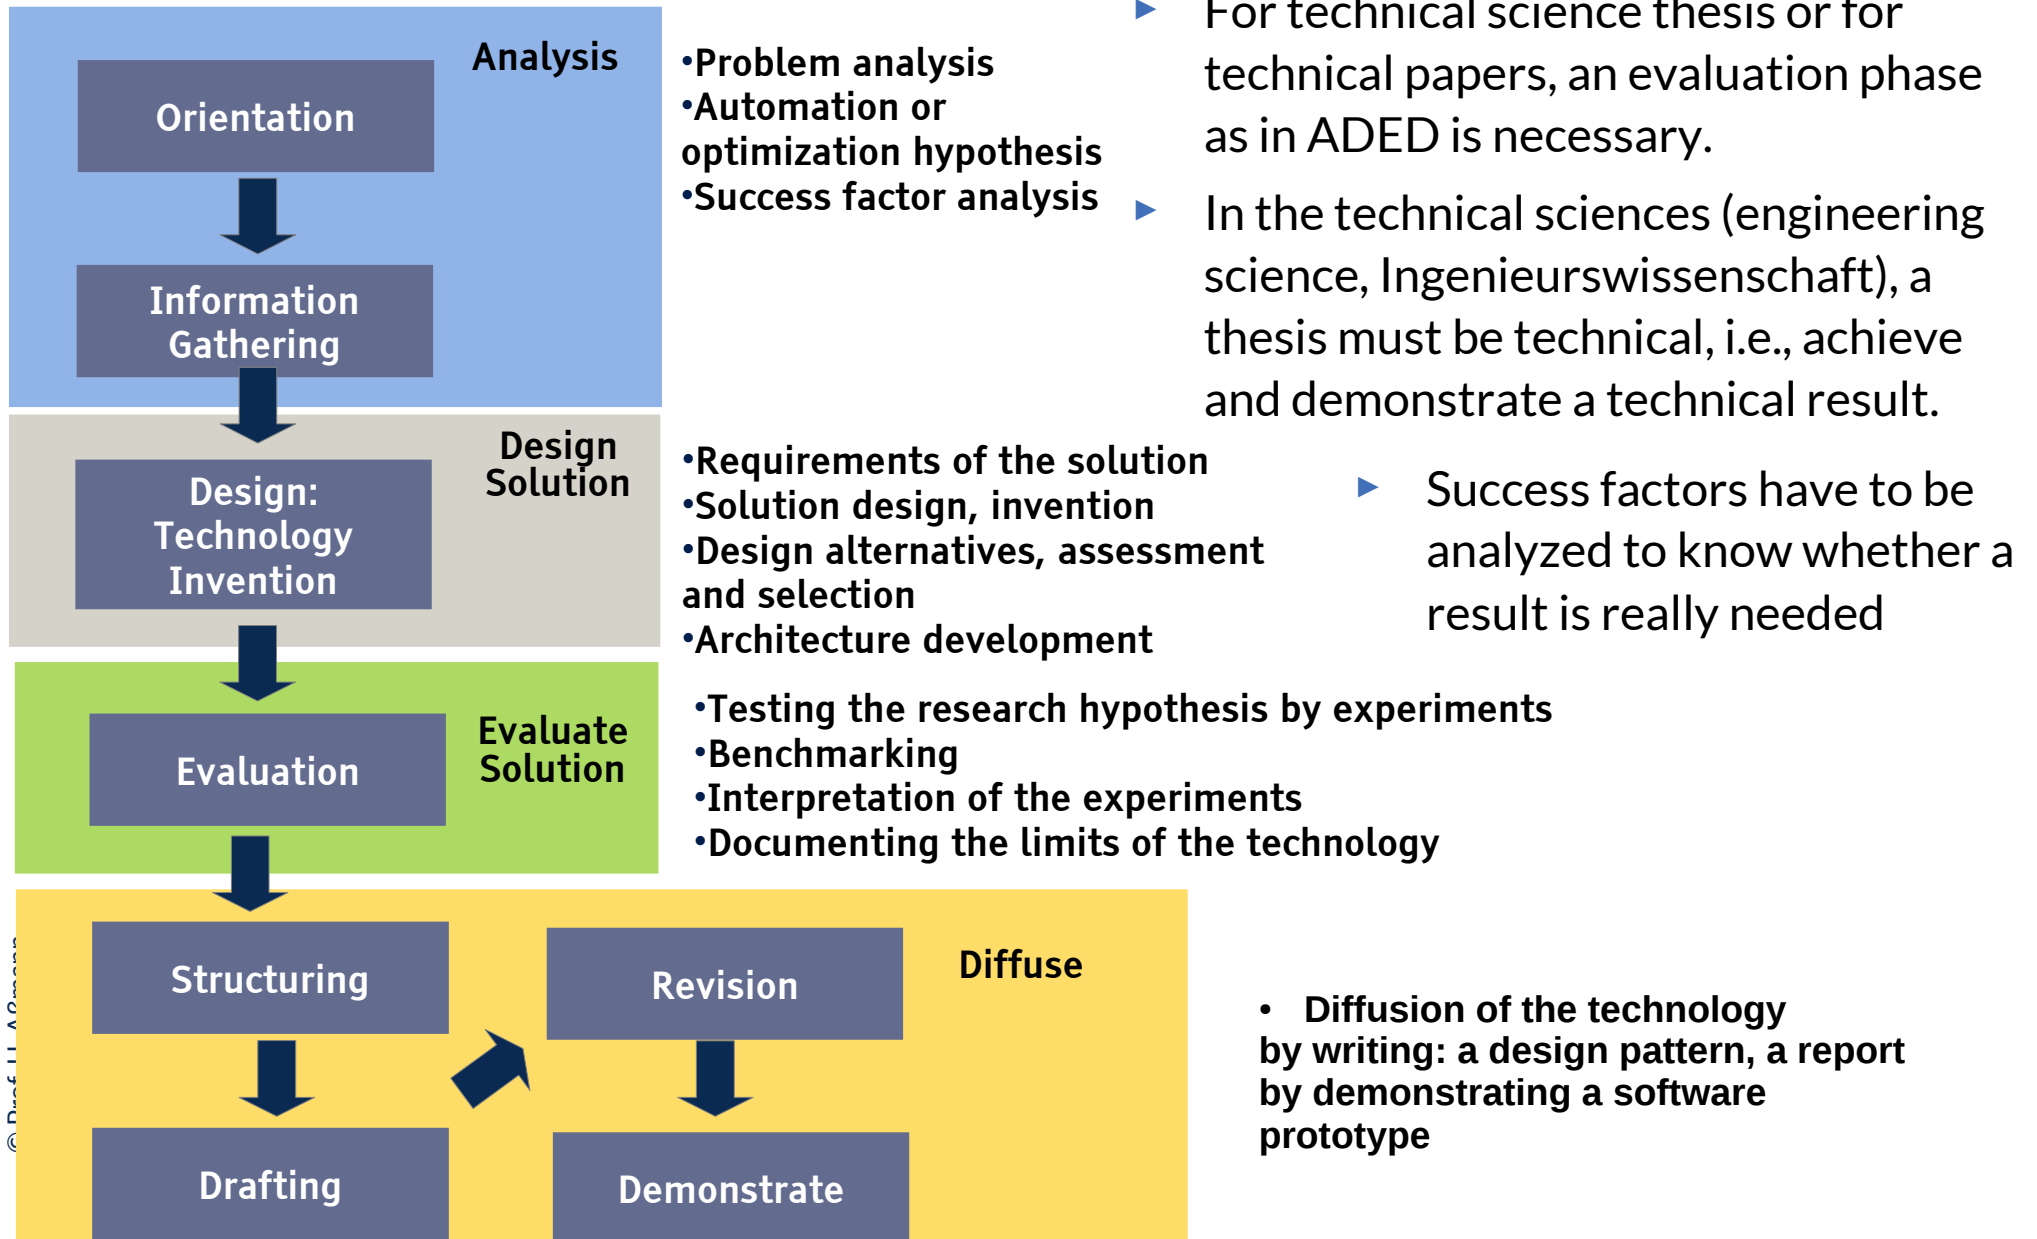 Analysis
Orientation
Information
Gathering
•Problem analysis
•Automation or
optimization hypothesis
•Success factor analysis
For technical science thesis or for
technical papers, an evaluation phase
as in ADED is necessary.
In the technical sciences (engineering
science, Ingenieurswissenschaft), a
thesis must be technical, i.e., achieve
and demonstrate a technical result.
Design
Solution
Design:
Technology
Invention
•Requirements of the solution
•Solution design, invention
•Design alternatives, assessment
and selection
•Architecture development
Success factors have to be
analyzed to know whether a
result is really needed
Evaluate
Solution
Evaluation
•Testing the research hypothesis by experiments
•Benchmarking
•Interpretation of the experiments
•Documenting the limits of the technology
Diffuse
Structuring
Revision
Drafting
Demonstrate
• Diffusion of the technology
by writing: a design pattern, a report
by demonstrating a software
prototype